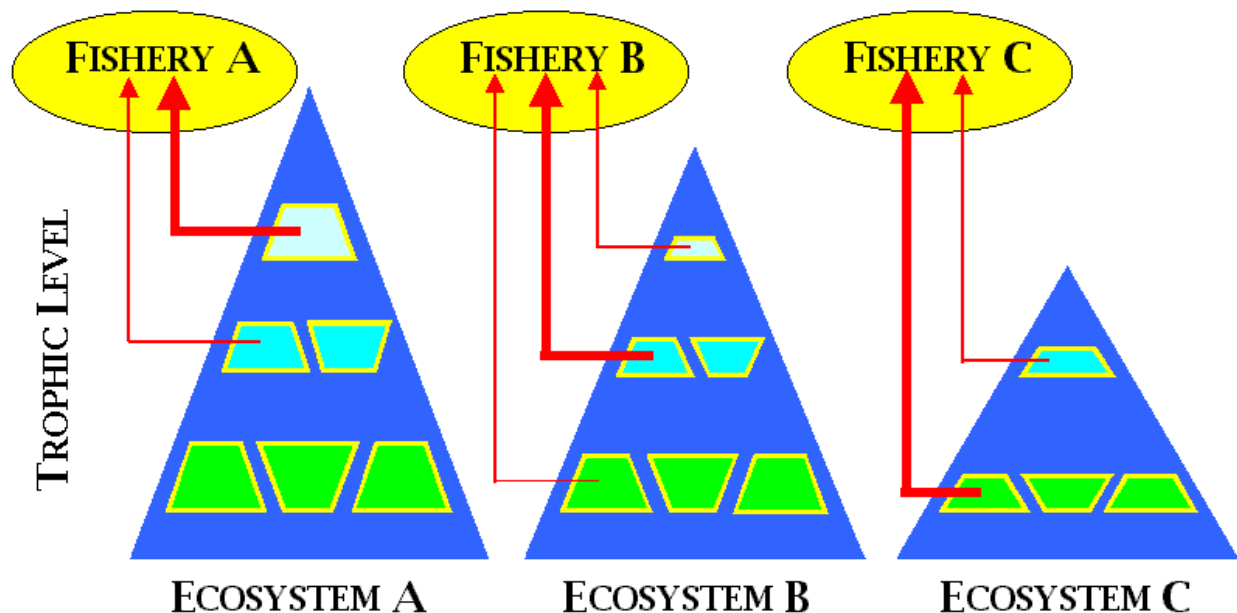 FISHERY A
FISHERY B
FISHERY C
TROPHIC LEVEL
ECOSYSTEM A
ECOSYSTEM B
ECOSYSTEM C